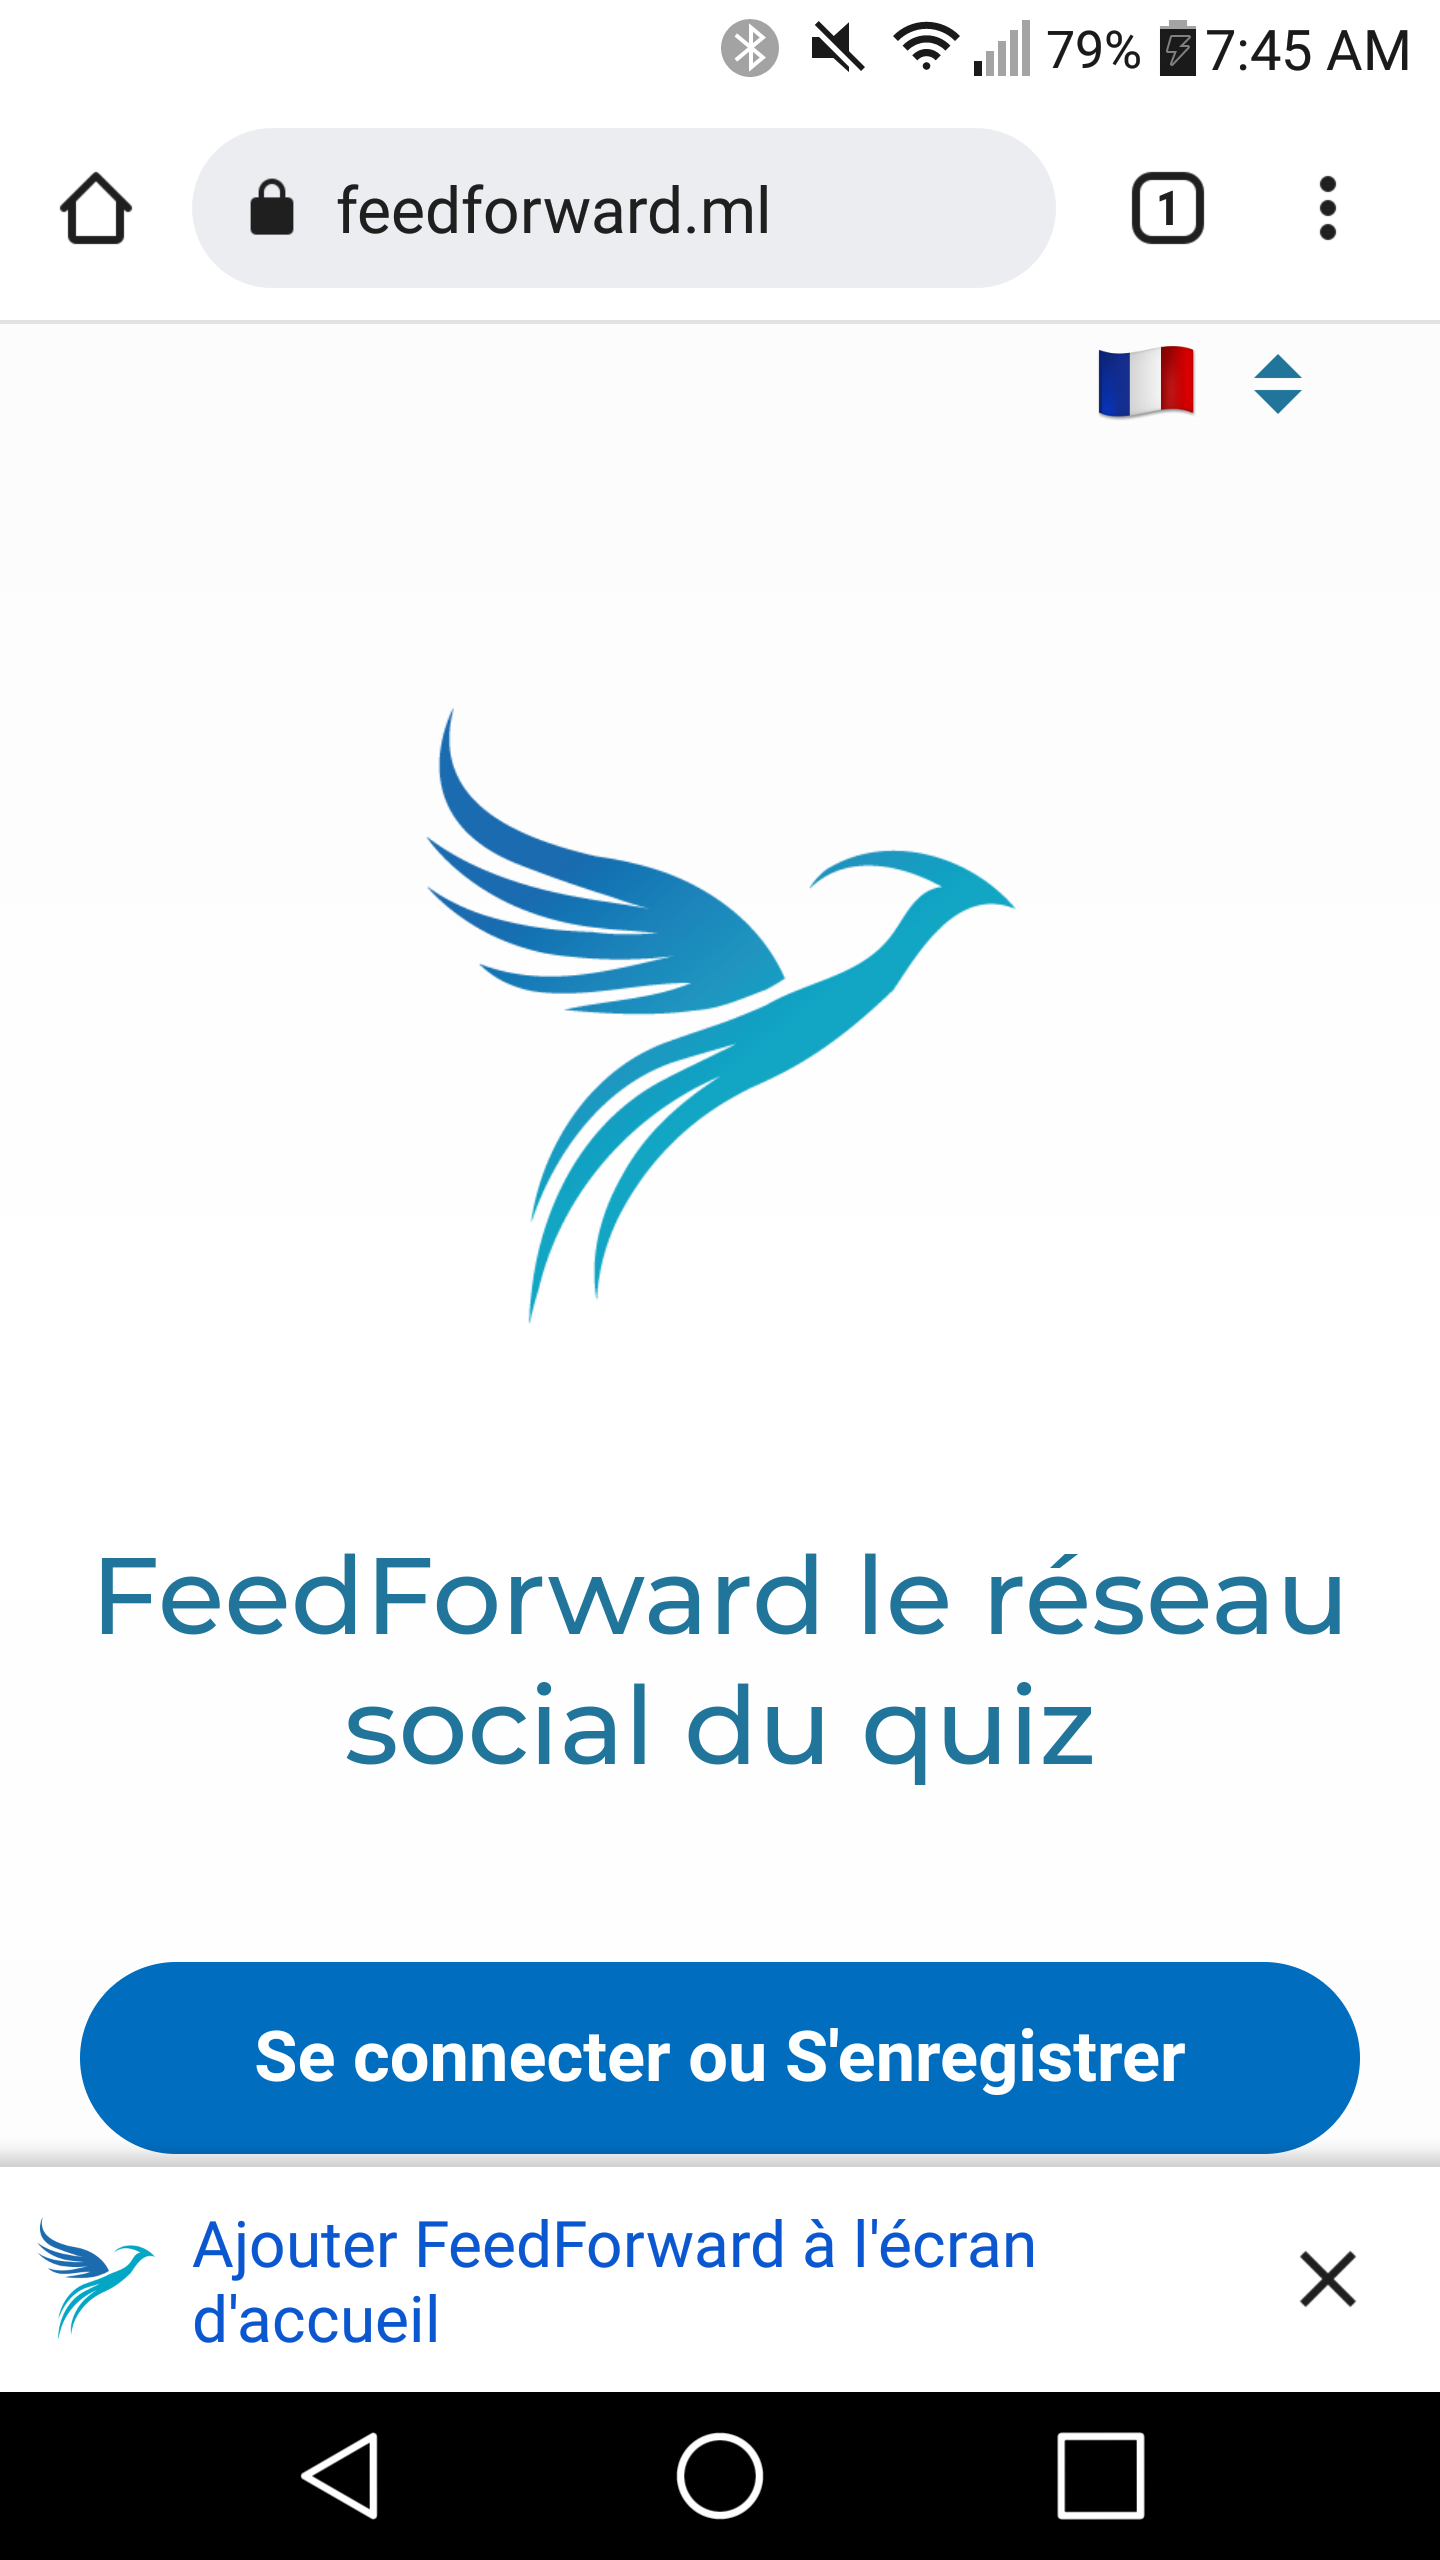 79% 7:45 AM
feedforward.ml
1
FeedForward le réseau
social du quiz
Se connecter ou S'enregistrer
Ajouter FeedForward à l'écran
d'accueil